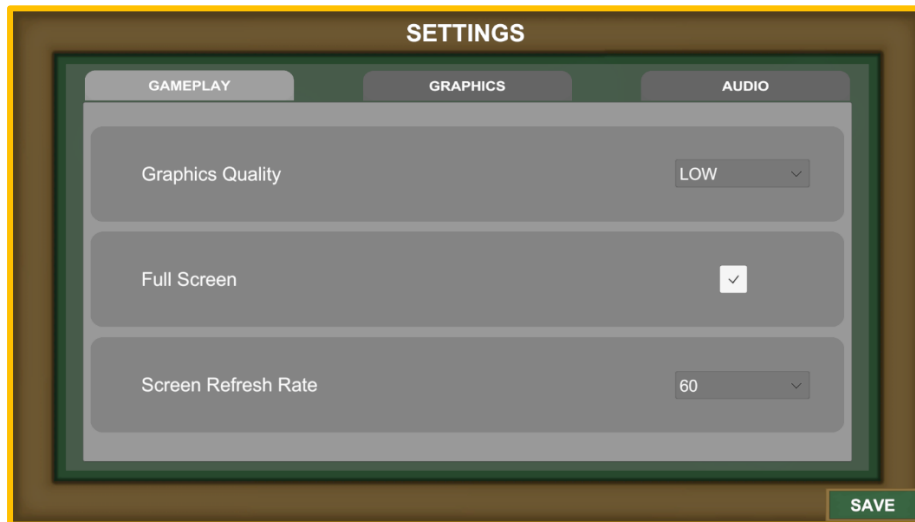 SETTINGS
GAMEPLAY GRAPHICS AUDIO
Graphics Quality LOW
Full Screen
Screen Refresh Rate 60
SAVE